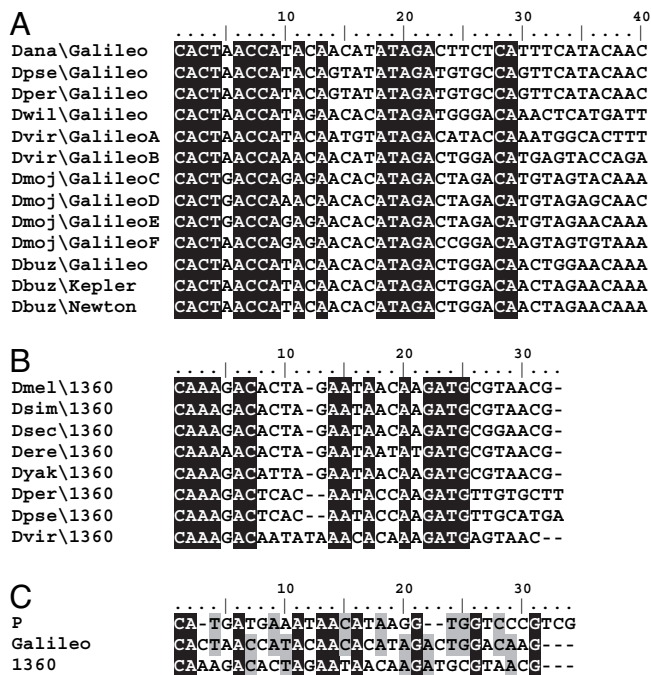 A
10 20 30 40
Dana\Galileo CACTAACCATACAACATATAGACTTCTCATTTCATACAAC
Dpse\Galileo CACTAACCATACAGTATATAGATGTGCCAGTTCATACAAC
Dper\Galileo CACTAACCATACAGTATATAGATGTGCCAGTTCATACAAC
Dwil\Galileo CACTAACCATAGAACACATAGATGGGACAAACTCATGATT
Dvir\GalileoA CACTAACCATACAATGTATAGACATACCAAATGGCACTTT
Dvir\GalileoB CACTAACCAAACAACATATAGACTGGACATGAGTACCAGA
Dmoj\GalileoC CACTGACCAGAGAACACATAGACTAGACATGTAGTACAAA
Dmoj\GalileoD CACTGACCAAACAACACATAGACTAGACATGTAGAGCAAC
Dmoj\GalileoE CACTGACCAGAGAACACATAGACTAGACATGTAGAACAAA
Dmoj\GalileoF CACTAACCAGAGAACACATAGACCGGACAAGTAGTGTAAA
Dbuz\Galileo CACTAACCATACAACACATAGACTGGACAACTGGAACAAA
Dbuz\Kepler CACTAACCATACAACACATAGACTGGACAACTAGAACAAA
Dbuz\Newton CACTAACCATACAACACATAGACTGGACAACTAGAACAAA
B
10 20 30
Dmel\1360 CAAAGACACTA-GAATAACAAGATGCGTAACG-
Dsim\1360 CAAAGACACTA-GAATAACAAGATGCGTAACG-
Dsec\1360 CAAAGACACTA-GAATAACAAGATGCGGAACG-
Dere\1360 CAAAAACACTA-GAATAATATGATGCGTAACG-
Dyak\1360 CAAAGACATTA-GAATAACAAGATGCGTAACG-
Dper\1360 CAAAGACTCAC--AATACCAAGATGTTGTGCTT
Dpse\1360 CAAAGACTCAC--AATACCAAGATGTTGCATGA
Dvir\1360 CAAAGACAATATAAACACAAGATGAGTAAC--
C
10 20 30
P CA-TGATGAAATAACATAAGG--TGGTCCCGTCG
Galileo CACTAACCATACAACACATAGACTGGACAAG---
1360 CAAAGACACTAGAATAACAAGATGCGTAACG---